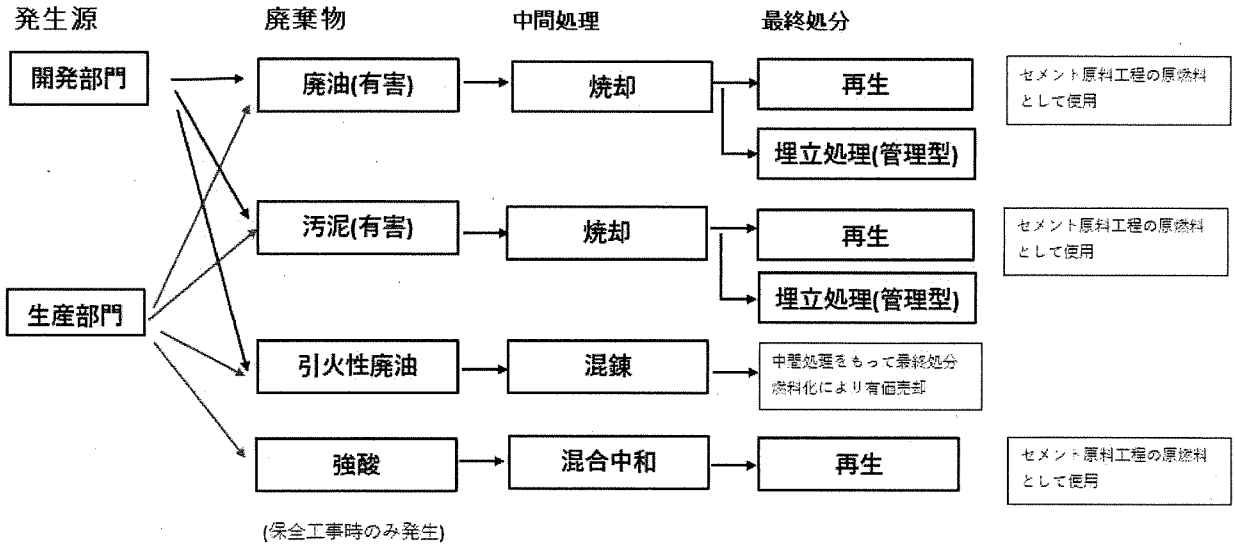 発生源 廃棄物 中間処理 最終処分
開発部門 廃油(有害) 焼却 再生 セメント原料工程の原燃料
として使用
埋立処理(管理型)
汚泥(有害) 焼却 再生 セメント原料工程の原燃料
として使用
埋立処理(管理型)
生産部門
引火性廃油 混錬 中間処理をもって最終処分
燃料化により有価売却
強酸 混合中和 再生 セメント原料工程の原燃料
として使用
(保全工事時のみ発生)